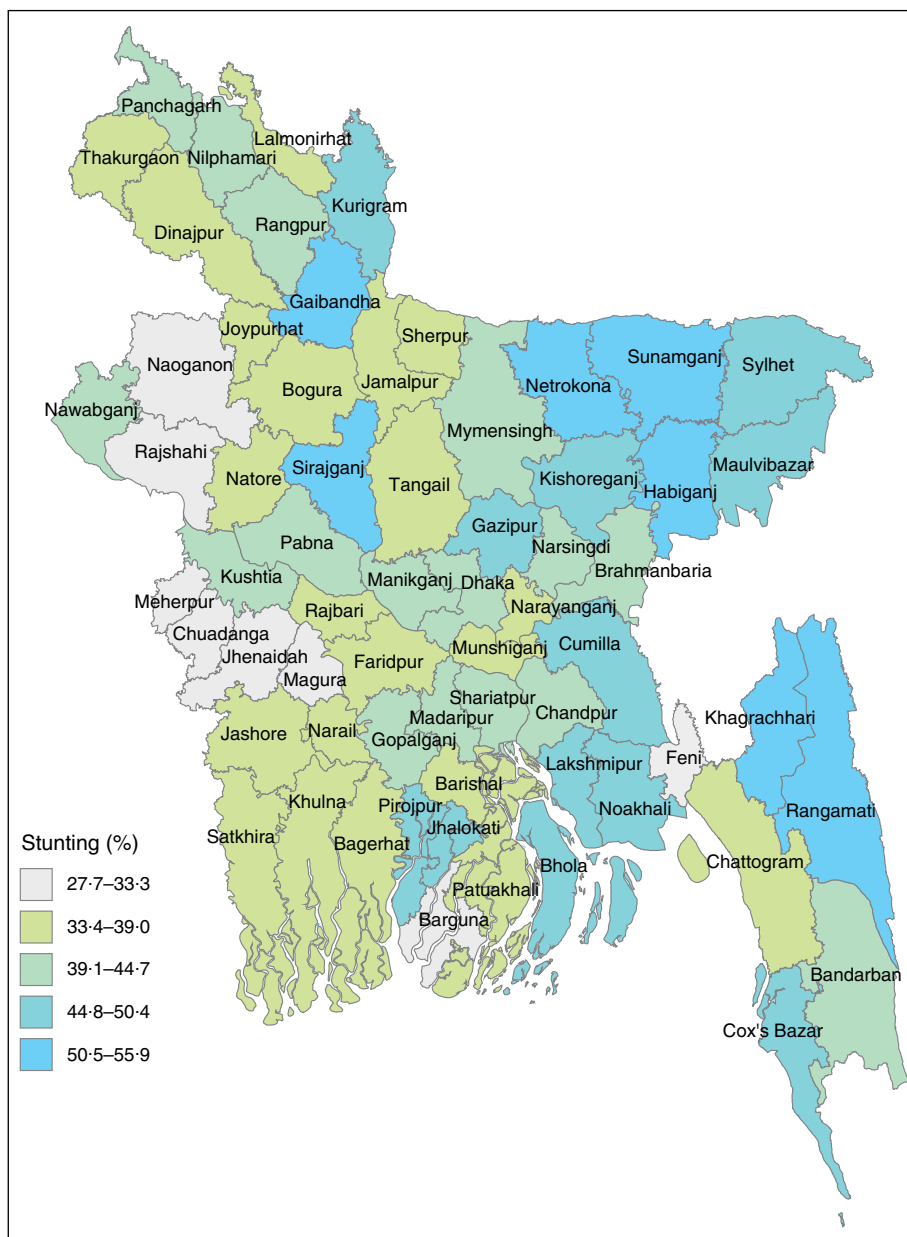 Panchagarh
Lalmonirhat
Thakurgaon
Nilphamari
Kurigram
Rangpur
Dinajpur
Gaibandha
Joypurhat
Sherpur
Naoganon
Sunamganj
Sylhet
Jamalpur
Netrokona
Bogura
Nawabganj
Mymensingh
Rajshahi
Sirajganj
Maulvibazar
Natore
Tangail
Kishoreganj
Habiganj
Gazipur
Pabna
Narsingdi
Kushtia
Manikganj
Dhaka
Brahmanbaria
Meherpur
Rajbari
Narayanganj
Chuadanga
Munshiganj
Cumilla
Jhenaidah
Faridpur
Magura
Shariatpur
Chandpur
Khagrachhari
Madaripur
Jashore
Narail
Gopalganj
Feni
Lakshmipur
Barishal
Khulna
Pirojpur
Noakhali
Rangamati
Satkhira
Bagerhat
Jhalokati
Bhola
Chattogram
Patuakhali
Barguna
Bandarban
Cox's Bazar
Stunting (%)
27·7–33·3
33·4–39·0
39·1–44·7
44·8–50·4
50·5–55·9